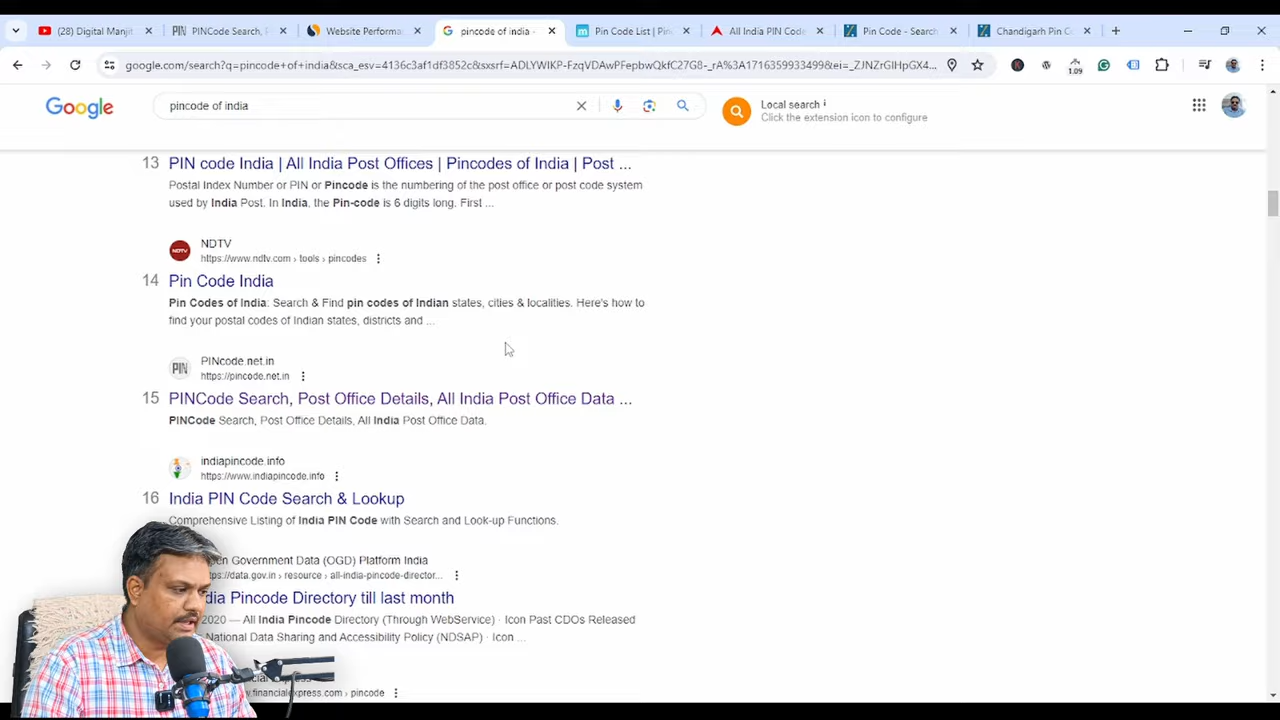 (28) Digital Manjit
PINCode Search,
Website Performa
pincode of india -
Pin Code List | Pin
All India PIN Code
Pin Code - Search
Chandigarh Pin C
google.com/search?q=pincode+of+india&sca_esv=4136c3af1df3852c&sxsrf=ADLYWIKP-FzqVDAwPFepbwQkfC27G8-_rA%3A1716359933499&ei=_ZJNZrGIHpGX4...
1.09
Google
pincode of india
Local search
Click the extension icon to configure
13 PIN code India | All India Post Offices | Pincodes of India | Post ...
Postal Index Number or PIN or Pincode is the numbering of the post office or post code system
used by India Post. In India, the Pin-code is 6 digits long. First ...
NDTV
NDTV
https://www.ndtv.com › tools › pincodes
14 Pin Code India
Pin Codes of India: Search & Find pin codes of Indian states, cities & localities. Here's how to
find your postal codes of Indian states, districts and ...
PIN
PINcode.net.in
https://pincode.net.in
15 PINCode Search, Post Office Details, All India Post Office Data ...
PINCode Search, Post Office Details, All India Post Office Data.
indiapincode.info
https://www.indiapincode.info
16 India PIN Code Search & Lookup
Comprehensive Listing of India PIN Code with Search and Look-up Functions.
en Government Data (OGD) Platform India
ps://data.gov.in › resource › all-india-pincode-director...
dia Pincode Directory till last month
2020 — All India Pincode Directory (Through WebService) · Icon Past CDOs Released
National Data Sharing and Accessibility Policy (NDSAP) · Icon ...
w.financialexpress.com › pincode